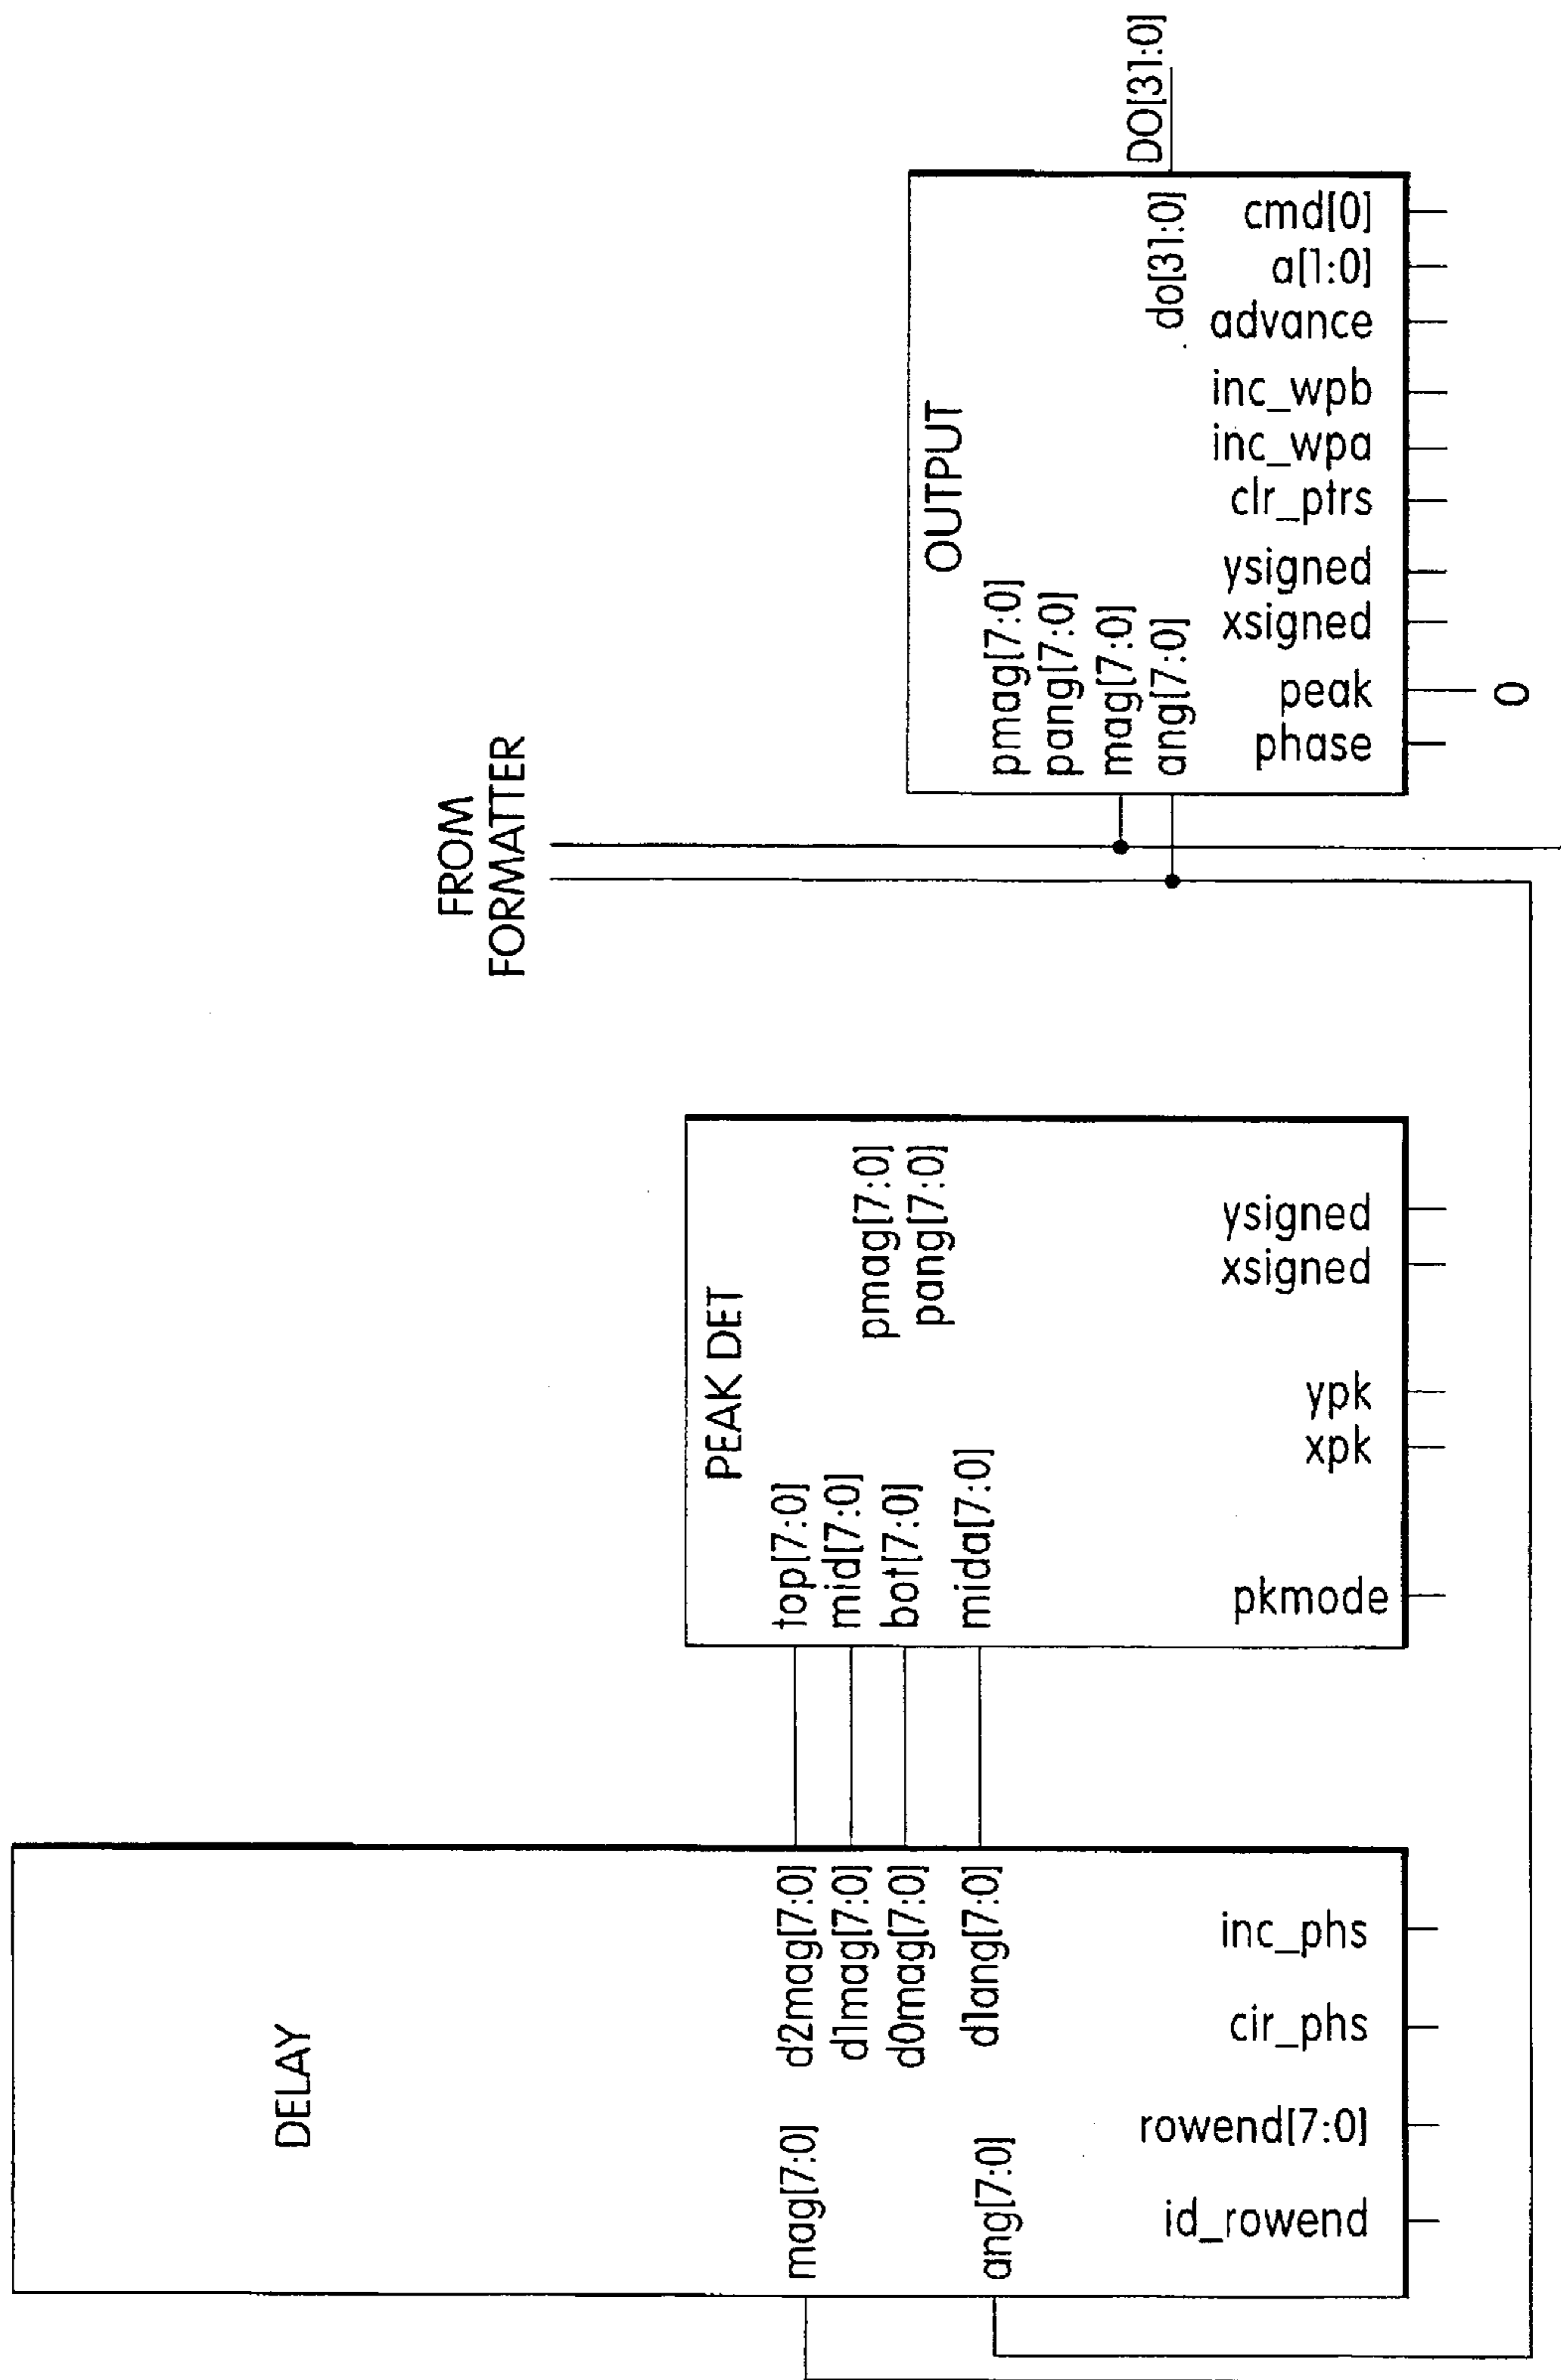 DELAY
mag[7:0]
d2mag[7:0]
d1mag[7:0]
d0mag[7:0]
ang[7:0]
d1ang[7:0]
id_rowend
rowend[7:0]
cir_phs
inc_phs
PEAK DET
top[7:0]
mid[7:0]
bot[7:0]
mida[7:0]
pmag[7:0]
pang[7:0]
pkmode
xpk
ypk
xsigned
ysigned
FROM
FORMATTER
OUTPUT
pmag[7:0]
pang[7:0]
mag[7:0]
ang[7:0]
do[31:0]
DO[31:0]
phase
peak
xsigned
ysigned
clr_ptrs
inc_wpa
inc_wpb
advance
a[1:0]
cmd[0]
0